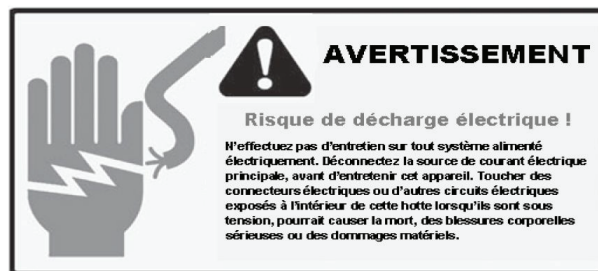 AVERTISSEMENT
Risque de décharge électrique !
N'effectuez pas d'entretien sur tout système alimenté
électriquement. Déconnectez la source de courant électrique
principale, avant d'entretenir cet appareil. Toucher des
connecteurs électriques ou d'autres circuits électriques
exposés à l'intérieur de cette hotte lorsqu'ils sont sous
tension, pourrait causer la mort, des blessures corporelles
sérieuses ou des dommages matériels.